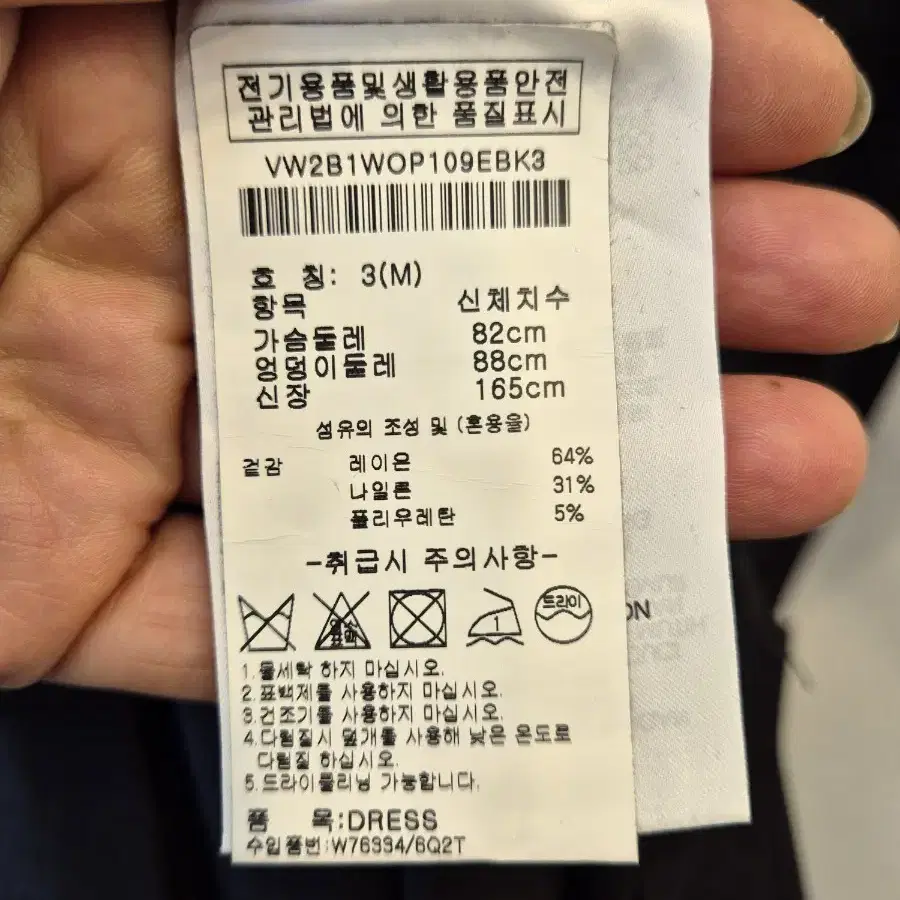 전기용품및생활용품안전
관리법에 의한 품질표시
VW2B1WOP109EBK3
호 칭: 3(M)
항목 신체치수
가슴둘레 82cm
엉덩이둘레 88cm
신장 165cm
섬유의 조성 및 (혼용율)
겉감 레이온 64%
나일론 31%
폴리우레탄 5%
-취급시 주의사항-
염소
1
드라이
ON
1.물세탁 하지 마십시오.
2.표백제를 사용하지 마십시오.
3.건조기를 사용하지 마십시오.
4.다림질시 덮개를 사용해 낮은 온도로
다림질 하십시오.
5.드라이클리닝 가능합니다.
품 목:DRESS
수입품번:W76334/6Q2T